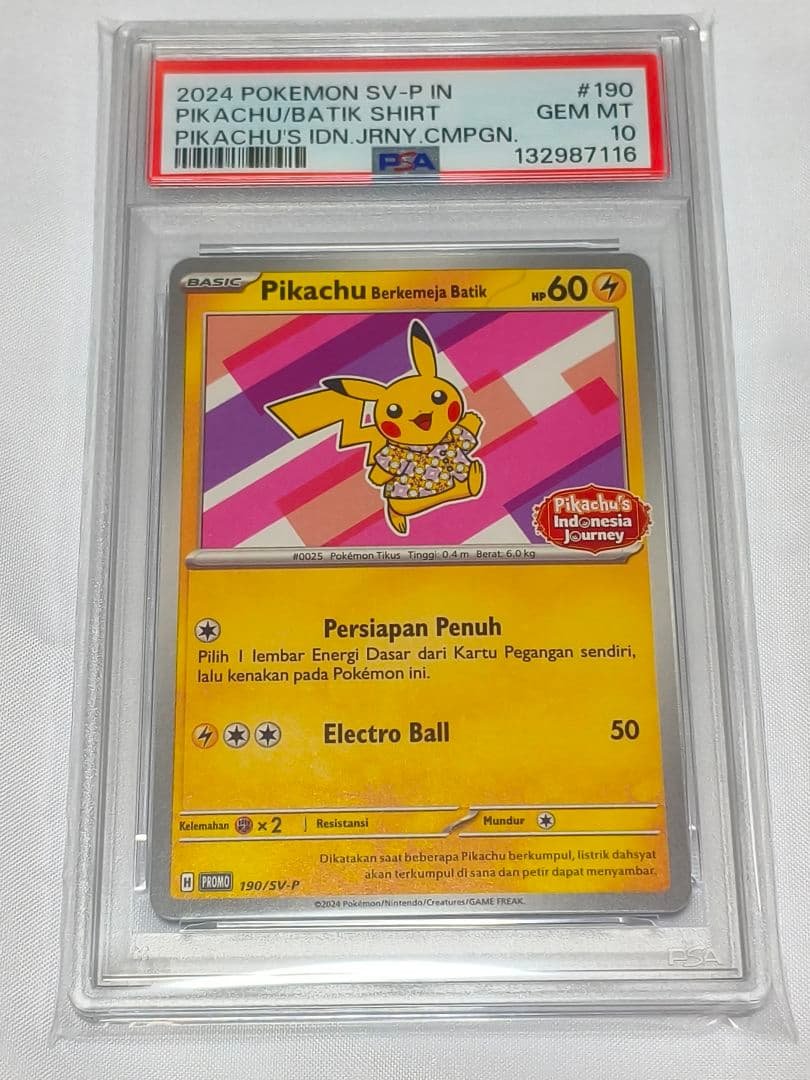 2024 POKEMON SV-P IN #190
PIKACHU/BATIK SHIRT GEM MT
PIKACHU'S IDN.JRNY.CMPGN. 10
PSA 132987116
BASIC Pikachu Berkemeja Batik HP 60
Pikachu's
Indonesia
Journey
#0025 Pokémon Tikus Tinggi: 0.4 m Berat: 6,0 kg
Persiapan Penuh
Pilih 1 lembar Energi Dasar dari Kartu Pegangan sendiri,
lalu kenakan pada Pokémon ini.
Electro Ball 50
Kelemahan ×2 Resistansi Mundur
Dikatakan saat beberapa Pikachu berkumpul, listrik dahsyat
akan terkumpul di sana dan petir dapat menyambar.
H PROMO 190/SV-P
©2024 Pokémon/Nintendo/Creatures/GAME FREAK.
PSA